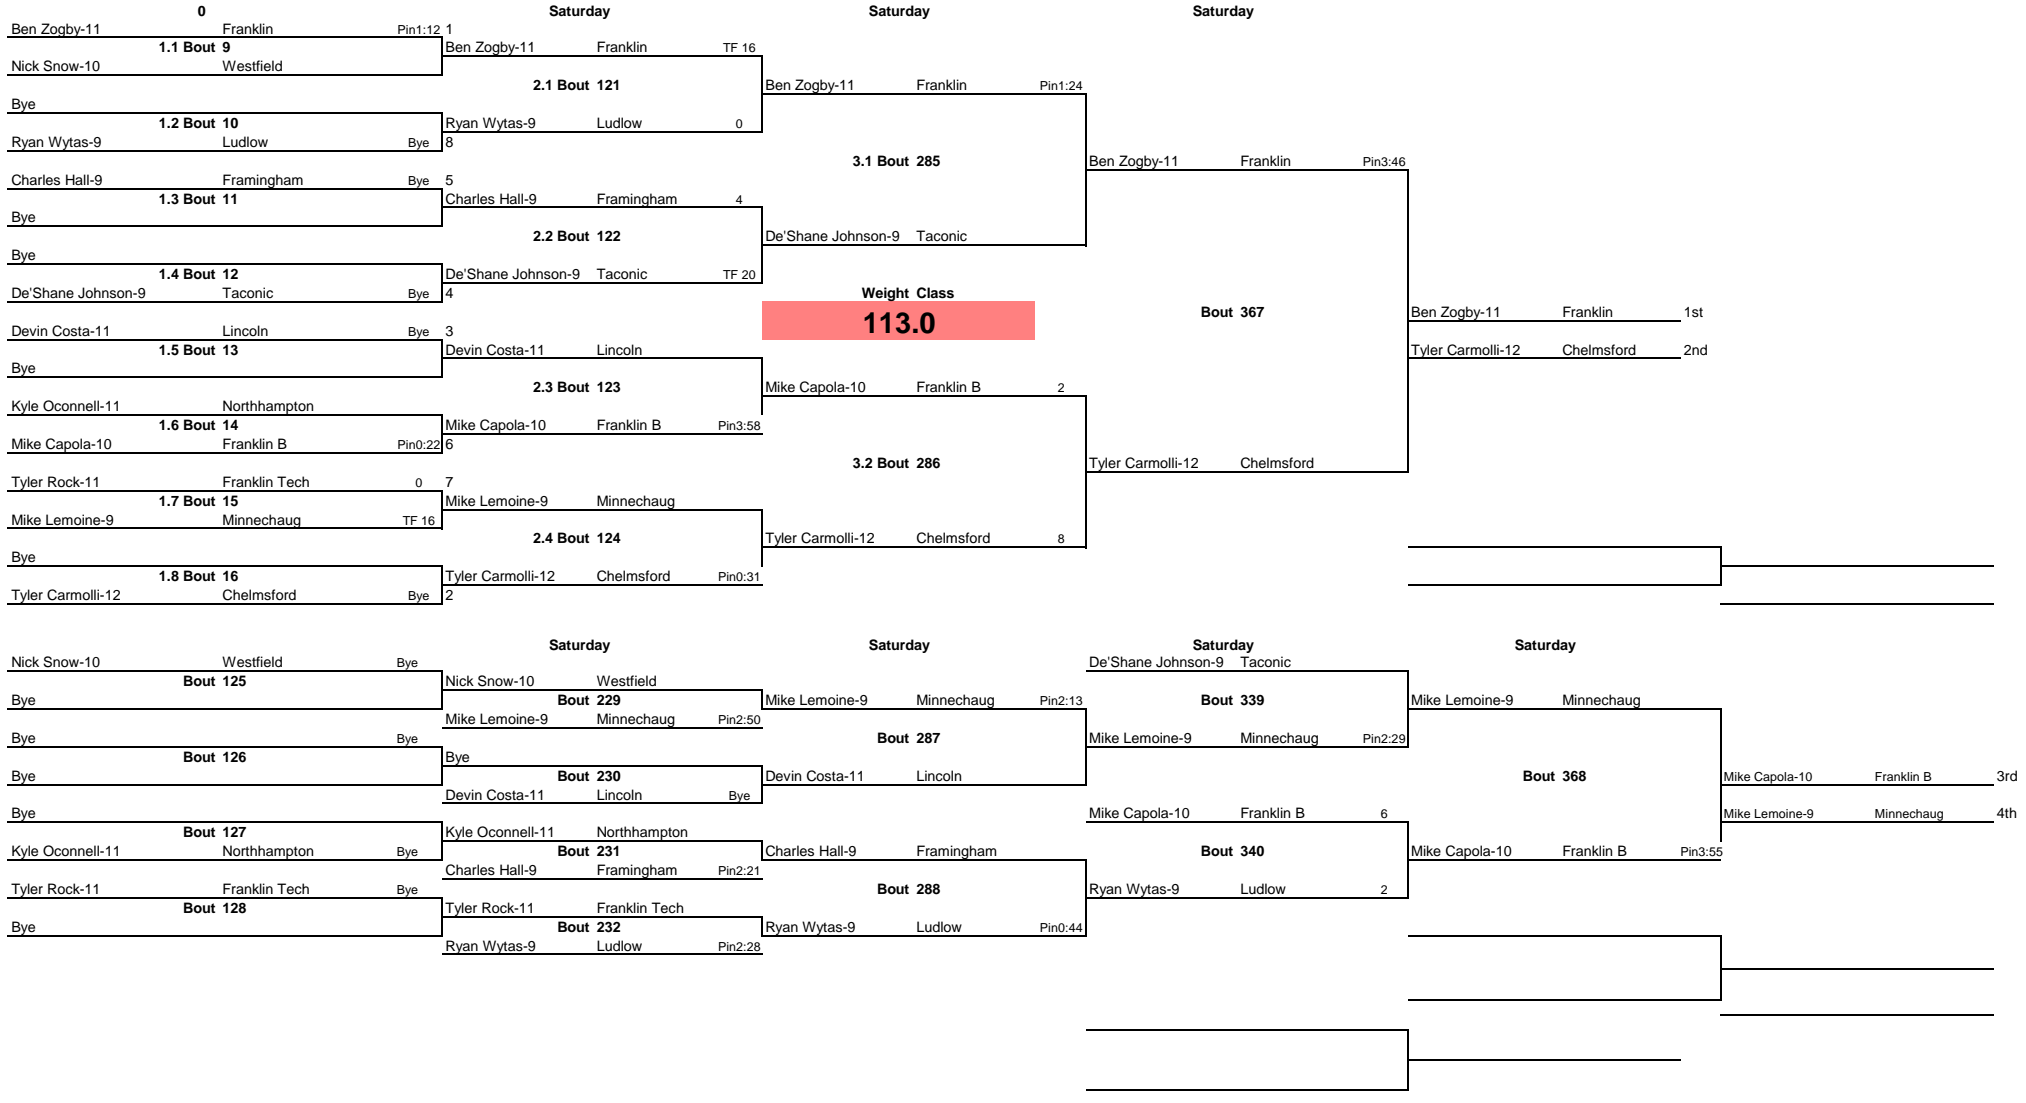 0 Saturday Saturday Saturday
Ben Zogby-11 Franklin Pin1:12 1
1.1 Bout 9 Ben Zogby-11 Franklin TF 16
Nick Snow-10 Westfield
2.1 Bout 121 Ben Zogby-11 Franklin Pin1:24
Bye
1.2 Bout 10 Ryan Wytas-9 Ludlow 0
Ryan Wytas-9 Ludlow Bye 8
3.1 Bout 285 Ben Zogby-11 Franklin Pin3:46
Charles Hall-9 Framingham Bye 5
1.3 Bout 11 Charles Hall-9 Framingham 4
Bye
2.2 Bout 122 De'Shane Johnson-9 Taconic
Bye
1.4 Bout 12 De'Shane Johnson-9 Taconic TF 20
De'Shane Johnson-9 Taconic Bye 4 Weight Class
113.0 Bout 367 Ben Zogby-11 Franklin 1st
Devin Costa-11 Lincoln Bye 3
1.5 Bout 13 Devin Costa-11 Lincoln Tyler Carmolli-12 Chelmsford 2nd
Bye
2.3 Bout 123 Mike Capola-10 Franklin B 2
Kyle Oconnell-11 Northhampton
1.6 Bout 14 Mike Capola-10 Franklin B Pin3:58
Mike Capola-10 Franklin B Pin0:22 6
3.2 Bout 286 Tyler Carmolli-12 Chelmsford
Tyler Rock-11 Franklin Tech 0 7
1.7 Bout 15 Mike Lemoine-9 Minnechaug
Mike Lemoine-9 Minnechaug TF 16
2.4 Bout 124 Tyler Carmolli-12 Chelmsford 8
Bye
1.8 Bout 16 Tyler Carmolli-12 Chelmsford Pin0:31
Tyler Carmolli-12 Chelmsford Bye 2
Saturday Saturday Saturday Saturday
Nick Snow-10 Westfield Bye De'Shane Johnson-9 Taconic
Bout 125 Nick Snow-10 Westfield
Bye Bout 229 Mike Lemoine-9 Minnechaug Pin2:13 Bout 339 Mike Lemoine-9 Minnechaug
Mike Lemoine-9 Minnechaug Pin2:50
Bye Bye Bout 287 Mike Lemoine-9 Minnechaug Pin2:29
Bout 126 Bye
Bye Bout 230 Devin Costa-11 Lincoln Bout 368 Mike Capola-10 Franklin B 3rd
Devin Costa-11 Lincoln Bye
Bye Mike Capola-10 Franklin B 6 Mike Lemoine-9 Minnechaug 4th
Bout 127 Kyle Oconnell-11 Northhampton
Kyle Oconnell-11 Northhampton Bye Bout 231 Charles Hall-9 Framingham Bout 340 Mike Capola-10 Franklin B Pin3:55
Charles Hall-9 Framingham Pin2:21
Tyler Rock-11 Franklin Tech Bye Bout 288 Ryan Wytas-9 Ludlow 2
Bout 128 Tyler Rock-11 Franklin Tech
Bye Bout 232 Ryan Wytas-9 Ludlow Pin0:44
Ryan Wytas-9 Ludlow Pin2:28